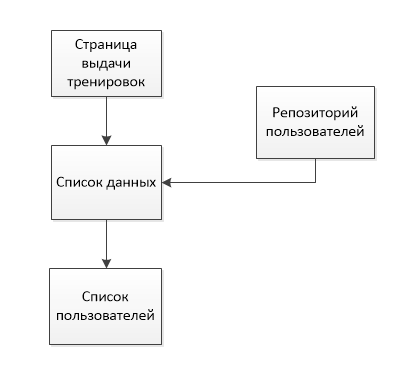 Страница
выдачи
тренировок
Репозиторий
пользователей
Список данных
Список
пользователей